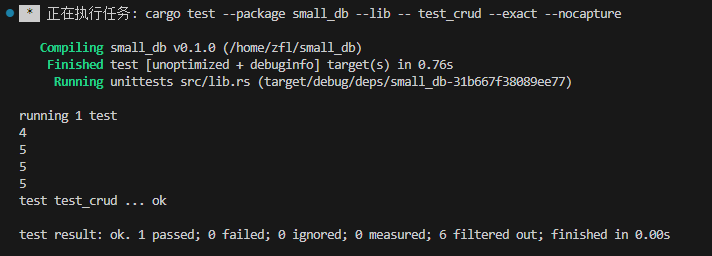 * 正在执行任务: cargo test --package small_db --lib -- test_crud --exact --nocapture
Compiling small_db v0.1.0 (/home/zfl/small_db)
Finished test [unoptimized + debuginfo] target(s) in 0.76s
Running unittests src/lib.rs (target/debug/deps/small_db-31b667f38089ee77)
running 1 test
4
5
5
5
test test_crud ... ok
test result: ok. 1 passed; 0 failed; 0 ignored; 0 measured; 6 filtered out; finished in 0.00s